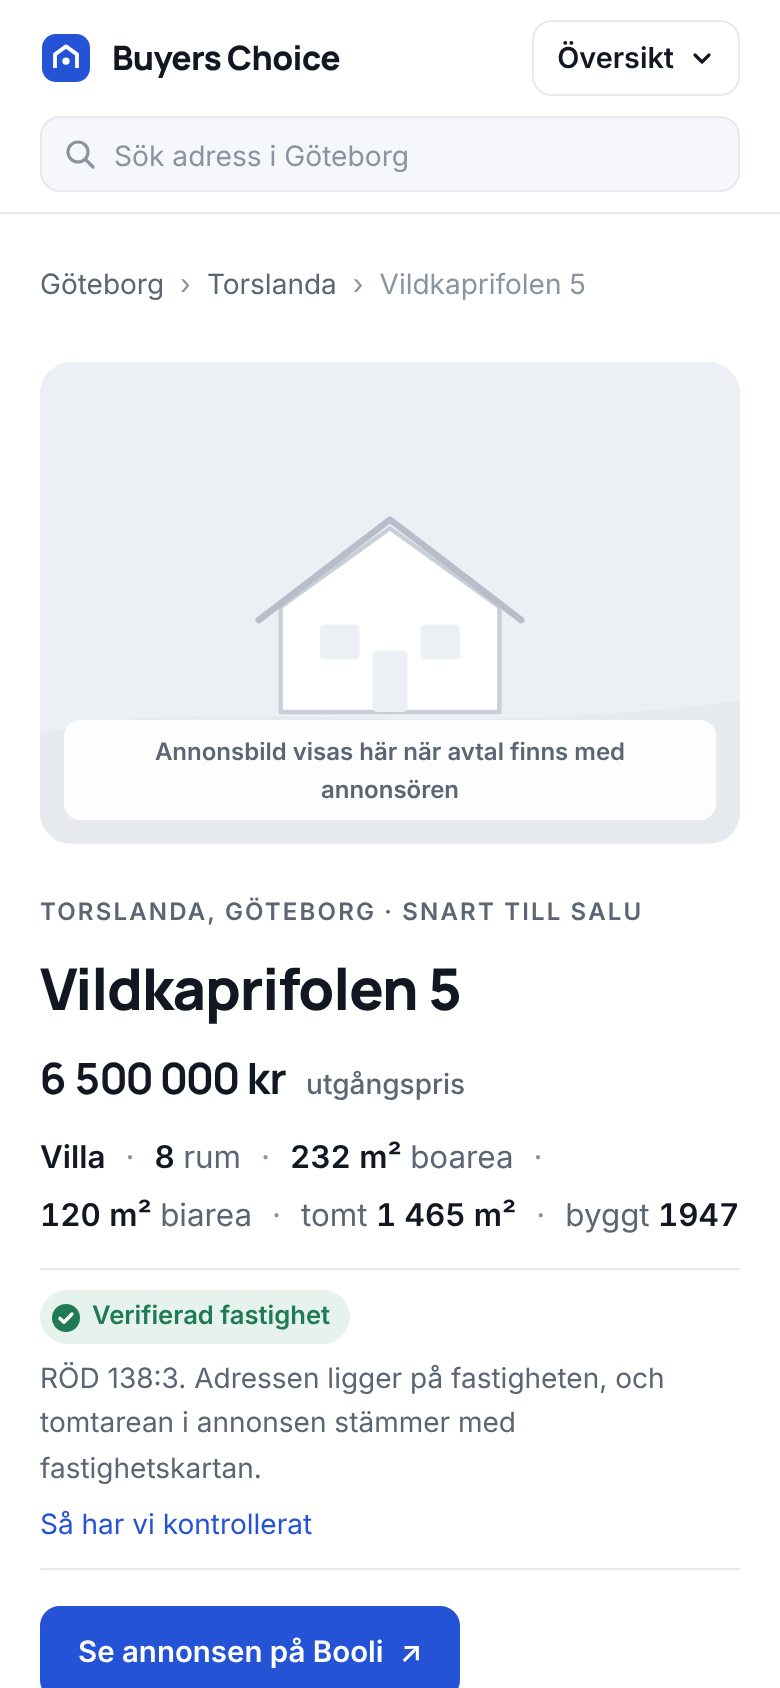 Buyers Choice
Översikt
Sök adress i Göteborg
Göteborg › Torslanda › Vildkaprifolen 5
Annonsbild visas här när avtal finns med
annonsören
TORSLANDA, GÖTEBORG · SNART TILL SALU
Vildkaprifolen 5
6 500 000 kr utgångspris
Villa · 8 rum · 232 m² boarea ·
120 m² biarea · tomt 1 465 m² · byggt 1947
Verifierad fastighet
RÖD 138:3. Adressen ligger på fastigheten, och
tomtarean i annonsen stämmer med
fastighetskartan.
Så har vi kontrollerat
Se annonsen på Booli